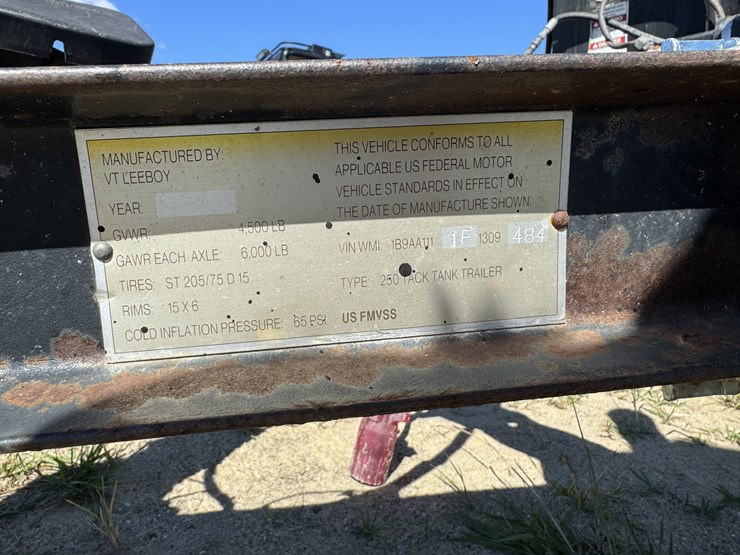 MANUFACTURED BY:
VT LEEBOY
YEAR:
GVWR: 4,500 LB
GAWR EACH AXLE: 6,000 LB
TIRES: ST 205/75 D 15
RIMS: 15 X 6
COLD INFLATION PRESSURE: 65 PSI
THIS VEHICLE CONFORMS TO ALL
APPLICABLE US FEDERAL MOTOR
VEHICLE STANDARDS IN EFFECT ON
THE DATE OF MANUFACTURE SHOWN.
VIN WMI: 1B9AA111 1F 1309 484
TYPE: 250 TACK TANK TRAILER
US FMVSS